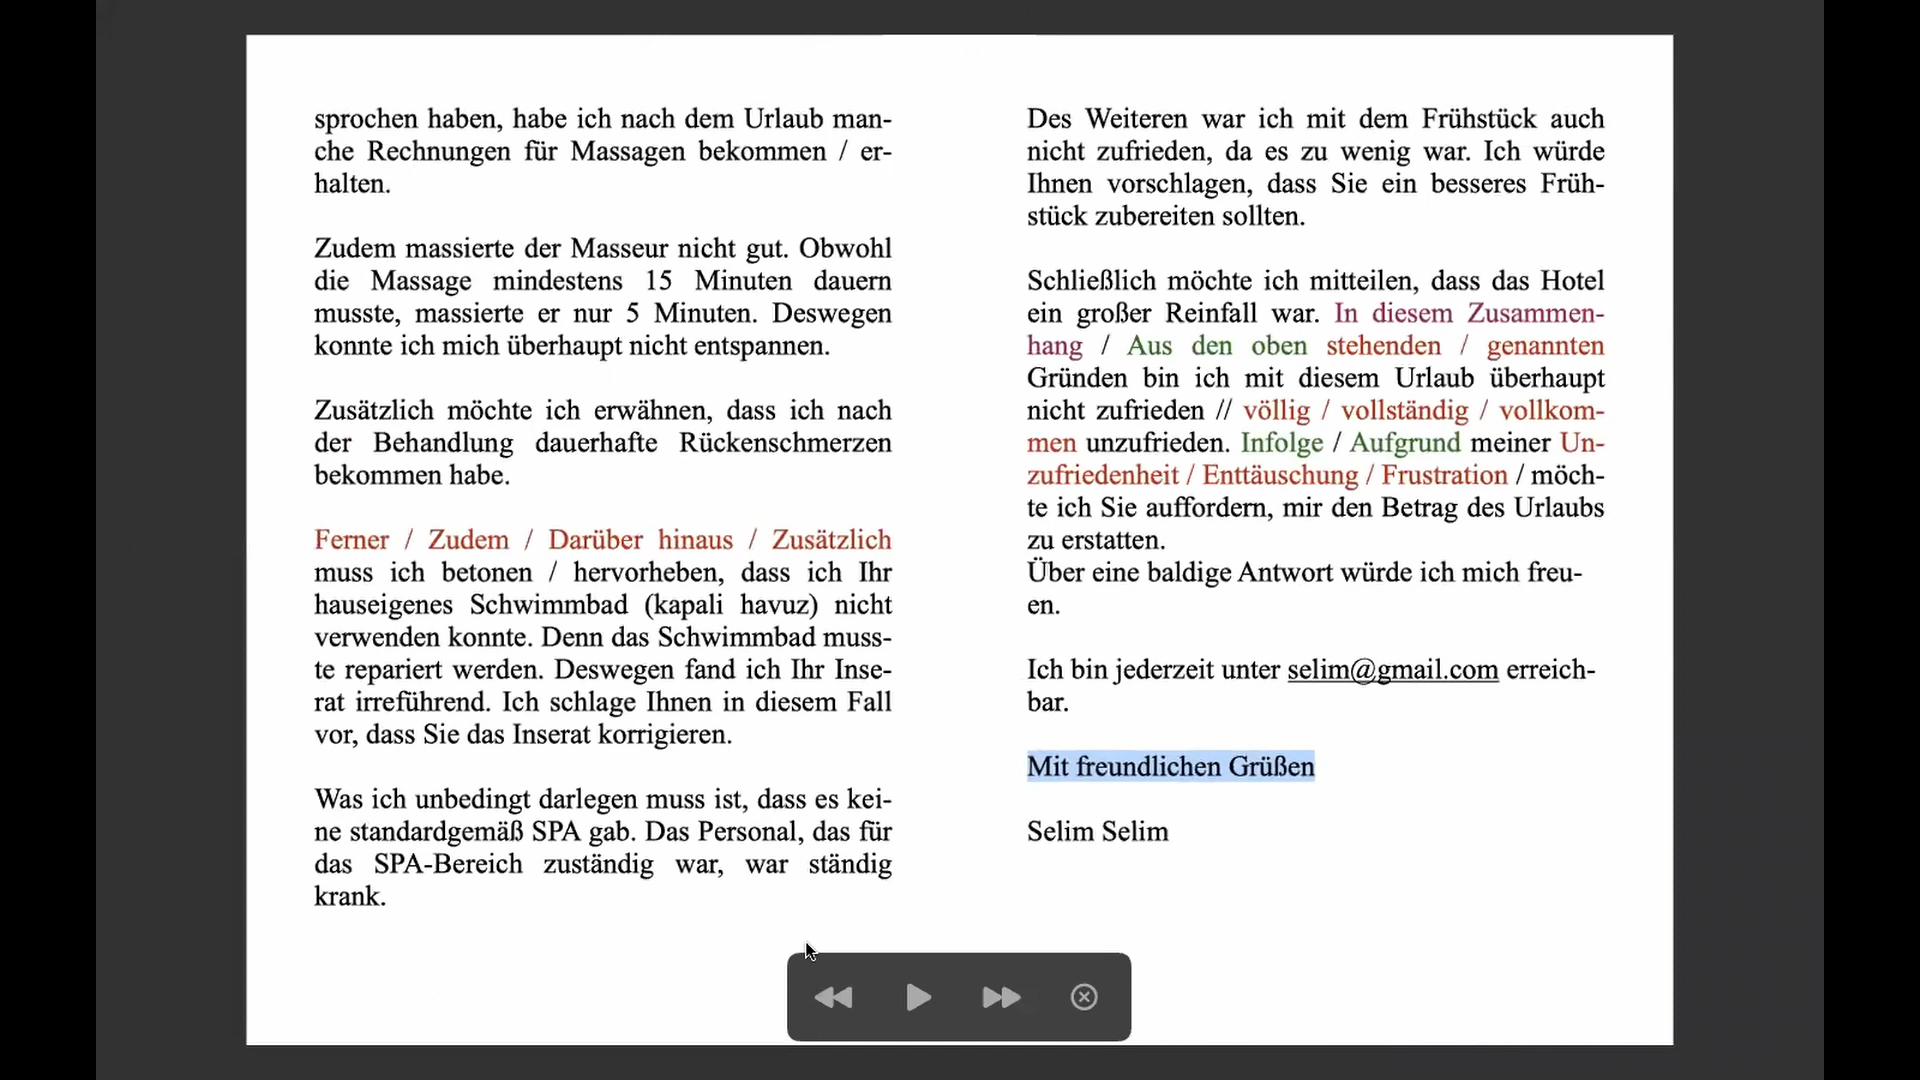 sprochen haben, habe ich nach dem Urlaub man-
che Rechnungen für Massagen bekommen / er-
halten.
Zudem massierte der Masseur nicht gut. Obwohl
die Massage mindestens 15 Minuten dauern
musste, massierte er nur 5 Minuten. Deswegen
konnte ich mich überhaupt nicht entspannen.
Zusätzlich möchte ich erwähnen, dass ich nach
der Behandlung dauerhafte Rückenschmerzen
bekommen habe.
Ferner / Zudem / Darüber hinaus / Zusätzlich
muss ich betonen / hervorheben, dass ich Ihr
hauseigenes Schwimmbad (kapali havuz) nicht
verwenden konnte. Denn das Schwimmbad muss-
te repariert werden. Deswegen fand ich Ihr Inse-
rat irreführend. Ich schlage Ihnen in diesem Fall
vor, dass Sie das Inserat korrigieren.
Was ich unbedingt darlegen muss ist, dass es kei-
ne standardgemäß SPA gab. Das Personal, das für
das SPA-Bereich zuständig war, war ständig
krank.
Des Weiteren war ich mit dem Frühstück auch
nicht zufrieden, da es zu wenig war. Ich würde
Ihnen vorschlagen, dass Sie ein besseres Früh-
stück zubereiten sollten.
Schließlich möchte ich mitteilen, dass das Hotel
ein großer Reinfall war. In diesem Zusammen-
hang / Aus den oben stehenden / genannten
Gründen bin ich mit diesem Urlaub überhaupt
nicht zufrieden // völlig / vollständig / vollkom-
men unzufrieden. Infolge / Aufgrund meiner Un-
zufriedenheit / Enttäuschung / Frustration / möch-
te ich Sie auffordern, mir den Betrag des Urlaubs
zu erstatten.
Über eine baldige Antwort würde ich mich freu-
en.
Ich bin jederzeit unter selim@gmail.com erreich-
bar.
Mit freundlichen Grüßen
Selim Selim